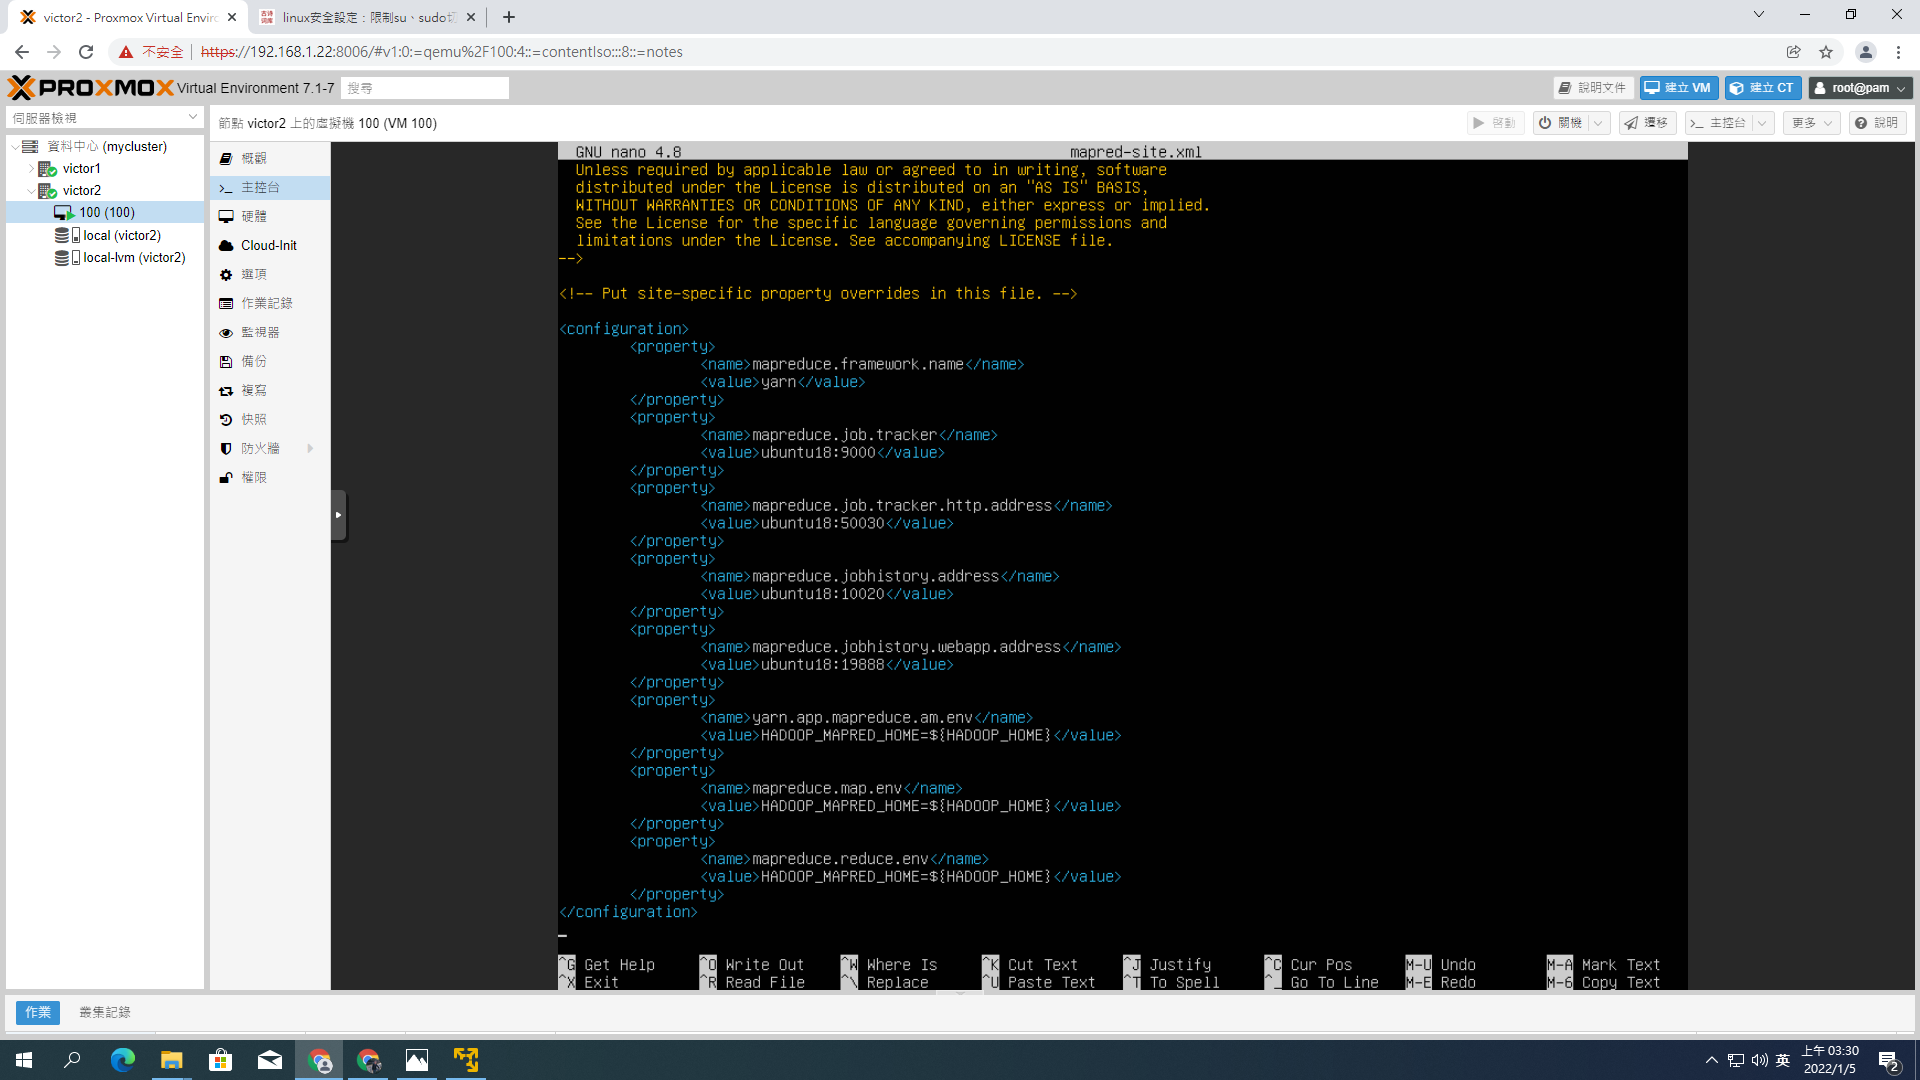 victor2 - Proxmox Virtual Enviro
linux安全設定：限制su、sudo切
不安全 https://192.168.1.22:8006/#v1:0:=qemu%2F100:4::=contentIso:::8::=notes
PROXMOX Virtual Environment 7.1-7 搜尋 說明文件 建立 VM 建立 CT root@pam
伺服器檢視
節點 victor2 上的虛擬機 100 (VM 100) 啓動 關機 遷移 主控台 更多 說明
資料中心 (mycluster)
victor1
victor2
100 (100)
local (victor2)
local-lvm (victor2)
概觀
主控台
硬體
Cloud-Init
選項
作業記錄
監視器
備份
複寫
快照
防火牆
權限
GNU nano 4.8 mapred-site.xml
Unless required by applicable law or agreed to in writing, software
distributed under the License is distributed on an "AS IS" BASIS,
WITHOUT WARRANTIES OR CONDITIONS OF ANY KIND, either express or implied.
See the License for the specific language governing permissions and
limitations under the License. See accompanying LICENSE file.
-->
<!-- Put site-specific property overrides in this file. -->
<configuration>
<property>
<name>mapreduce.framework.name</name>
<value>yarn</value>
</property>
<property>
<name>mapreduce.job.tracker</name>
<value>ubuntu18:9000</value>
</property>
<property>
<name>mapreduce.job.tracker.http.address</name>
<value>ubuntu18:50030</value>
</property>
<property>
<name>mapreduce.jobhistory.address</name>
<value>ubuntu18:10020</value>
</property>
<property>
<name>mapreduce.jobhistory.webapp.address</name>
<value>ubuntu18:19888</value>
</property>
<property>
<name>yarn.app.mapreduce.am.env</name>
<value>HADOOP_MAPRED_HOME=${HADOOP_HOME}</value>
</property>
<property>
<name>mapreduce.map.env</name>
<value>HADOOP_MAPRED_HOME=${HADOOP_HOME}</value>
</property>
<property>
<name>mapreduce.reduce.env</name>
<value>HADOOP_MAPRED_HOME=${HADOOP_HOME}</value>
</property>
</configuration>
^G Get Help ^O Write Out ^W Where Is ^K Cut Text ^J Justify ^C Cur Pos M-U Undo M-A Mark Text
^X Exit ^R Read File ^\ Replace ^U Paste Text ^T To Spell ^_ Go To Line M-E Redo M-6 Copy Text
作業 叢集記錄
英 上午 03:30
2022/1/5
2